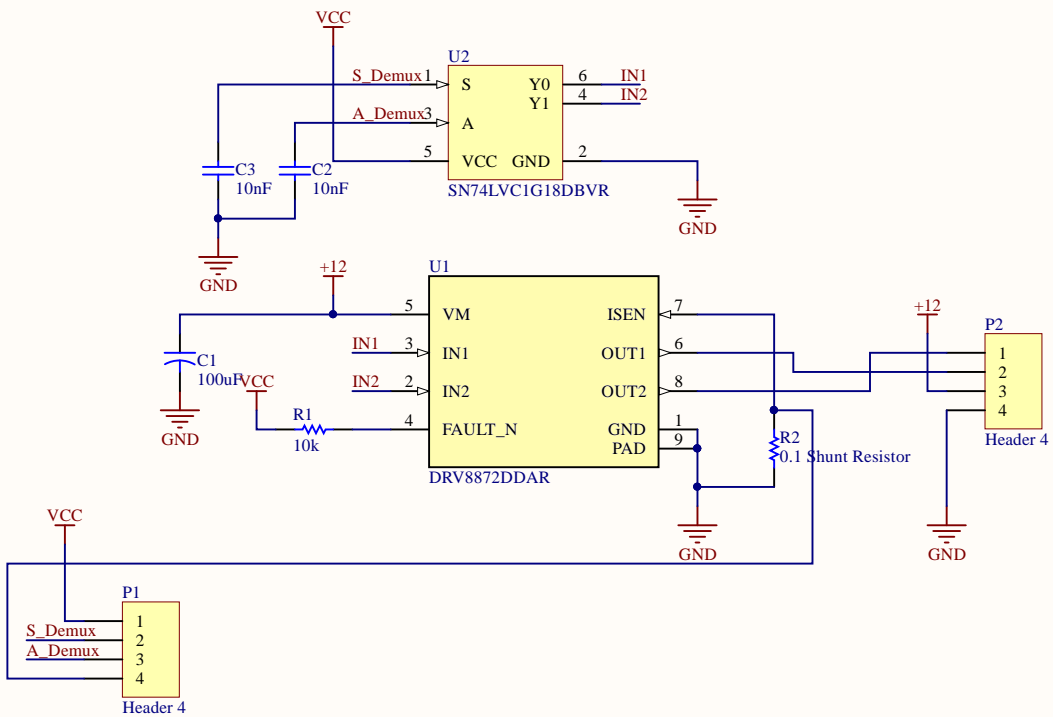 VCC
U2
S_Demux 1 S Y0 6 IN1
Y1 4 IN2
A_Demux 3 A
5 VCC GND 2
SN74LVC1G18DBVR
C3
10nF
C2
10nF
GND
GND
+12
U1
5 VM ISEN 7
IN1 3 IN1 OUT1 6
IN2 2 IN2 OUT2 8
4 FAULT_N GND 1
PAD 9
DRV8872DDAR
C1
100uF
GND
VCC
R1
10k
R2
0.1 Shunt Resistor
GND
+12
P2
1
2
3
4
Header 4
GND
VCC
P1
1
S_Demux 2
A_Demux 3
4
Header 4